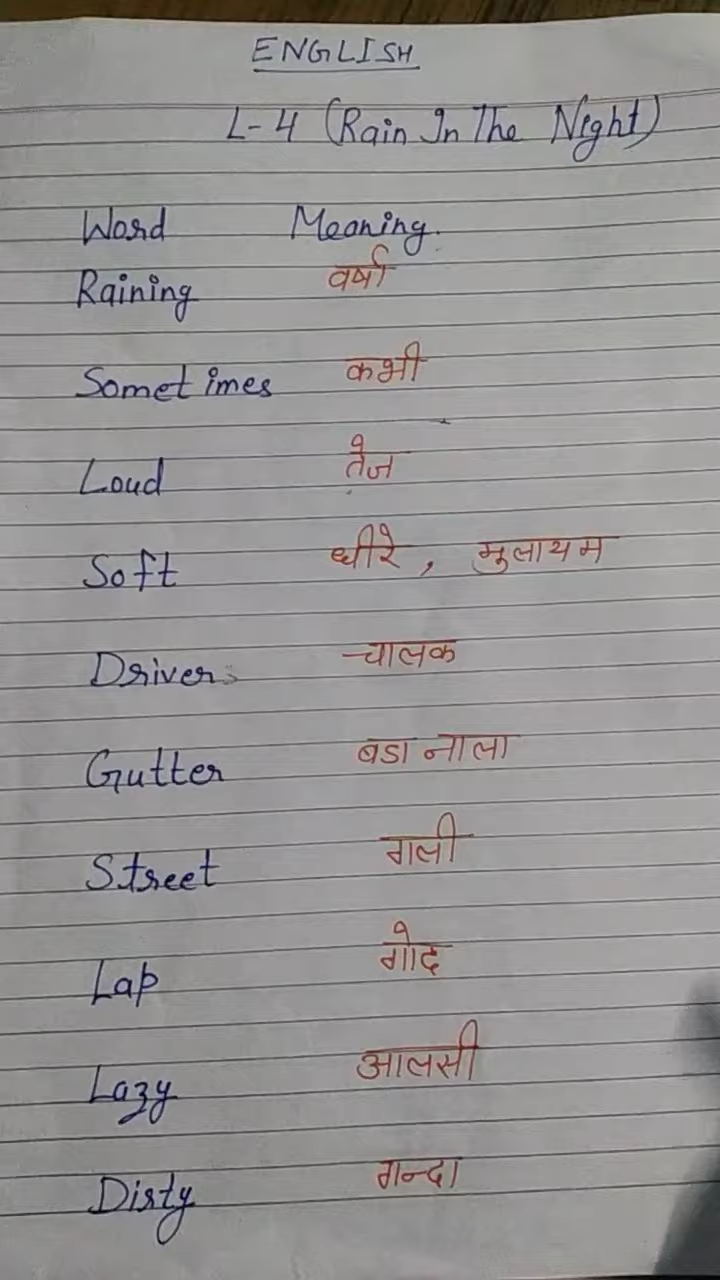 ENGLISH
L-4 (Rain In The Night)
Word Meaning.
Raining वर्षा
Sometimes कभी
Loud तेज
Soft धीरे, मुलायम
Driver चालक
Gutter बडा नाला
Street गली
Lap गोद
Lazy आलसी
Dirty गन्दा